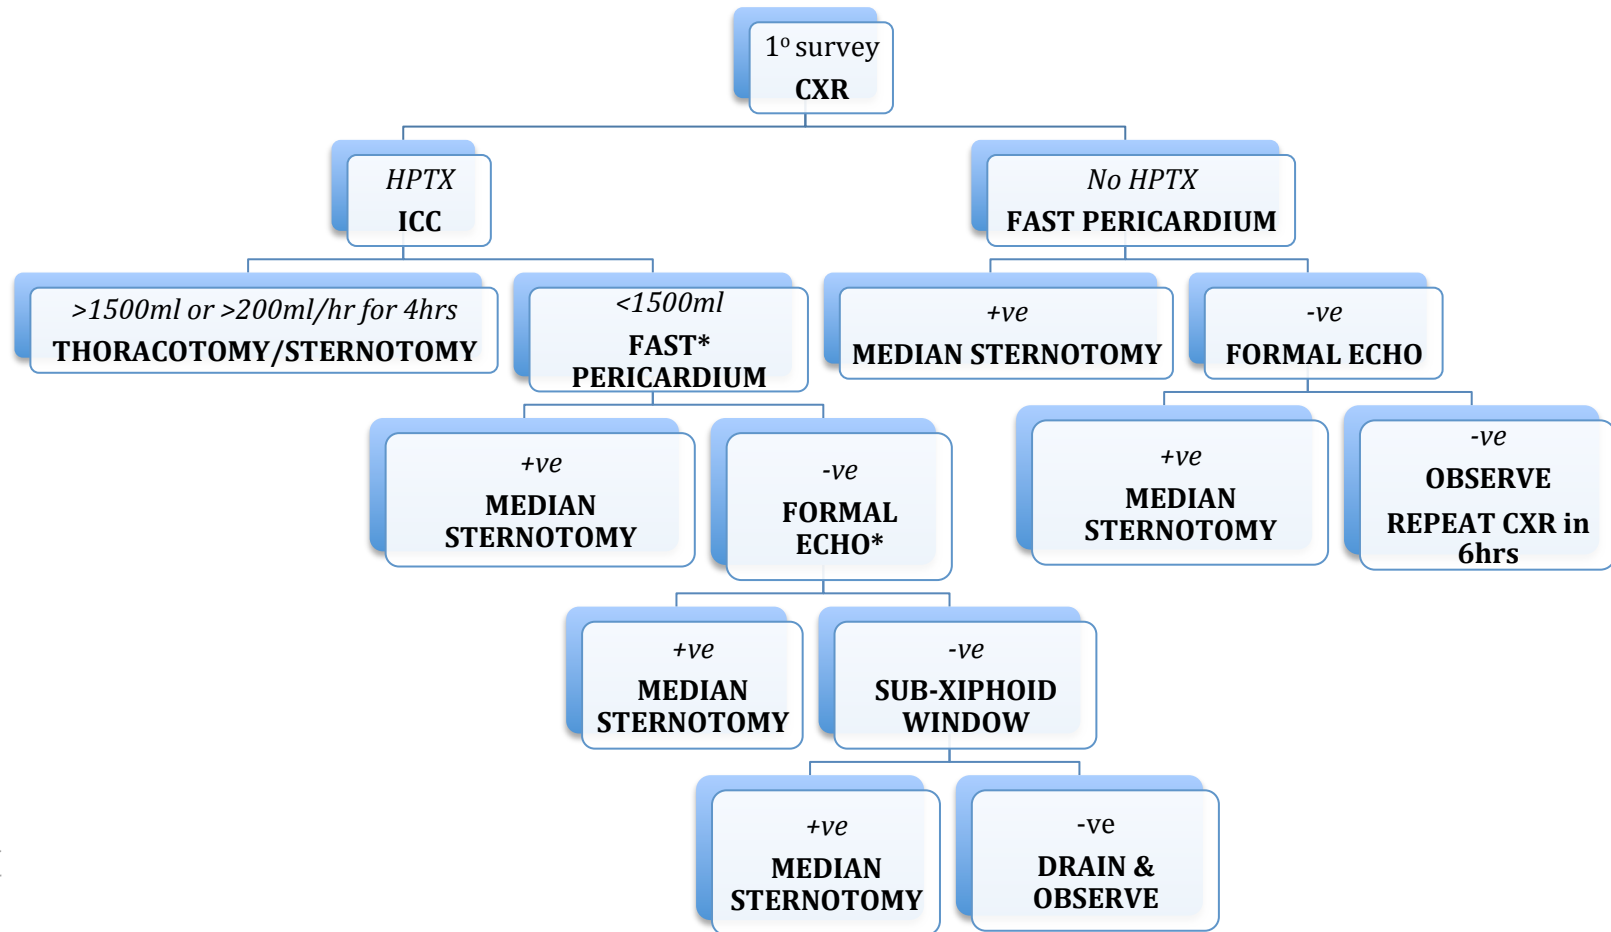 1º survey
CXR
HPTX
ICC
No HPTX
FAST PERICARDIUM
>1500ml or >200ml/hr for 4hrs
THORACOTOMY/STERNOTOMY
<1500ml
FAST*
PERICARDIUM
+ve
MEDIAN STERNOTOMY
-ve
FORMAL ECHO
+ve
MEDIAN
STERNOTOMY
-ve
FORMAL
ECHO*
+ve
MEDIAN
STERNOTOMY
-ve
OBSERVE
REPEAT CXR in
6hrs
+ve
MEDIAN
STERNOTOMY
-ve
SUB-XIPHOID
WINDOW
+ve
MEDIAN
STERNOTOMY
-ve
DRAIN &
OBSERVE